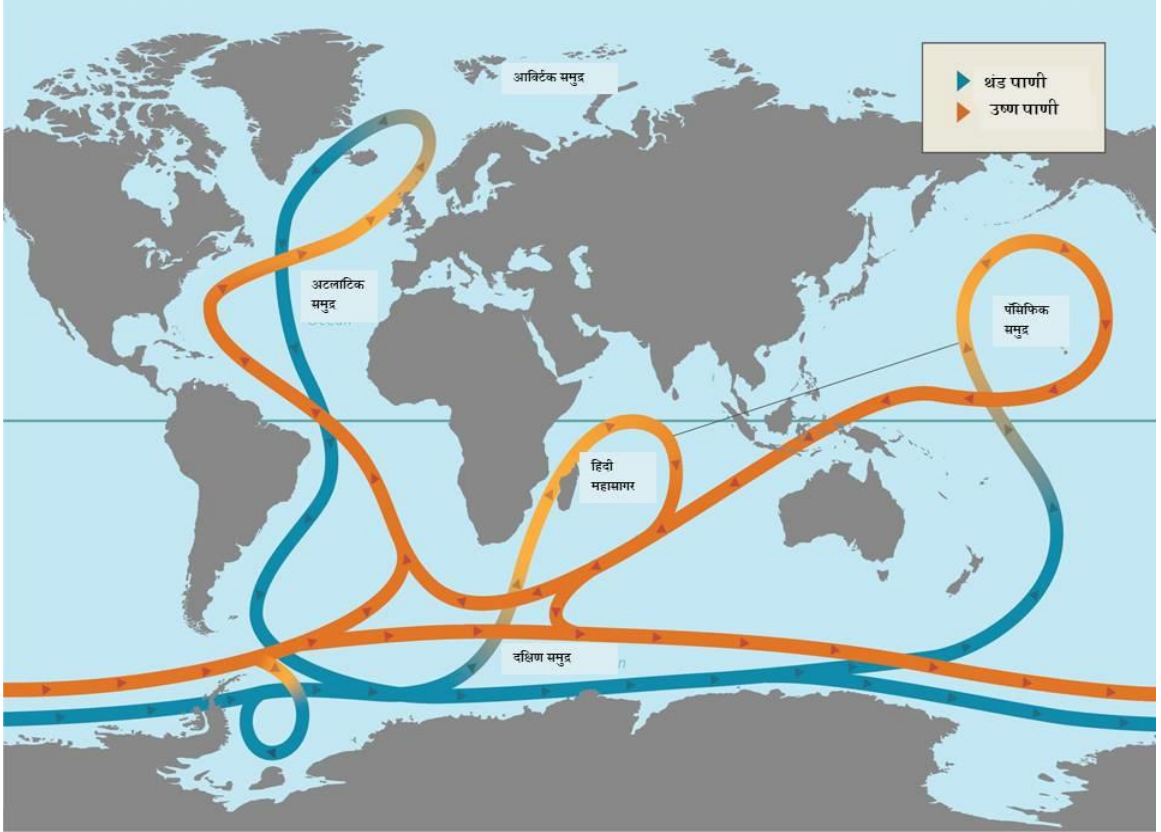 आर्क्टिक समुद्र
थंड पाणी
उष्ण पाणी
अटलाटिक
समुद्र
पॅसिफिक
समुद्र
हिंदी
महासागर
दक्षिण समुद्र